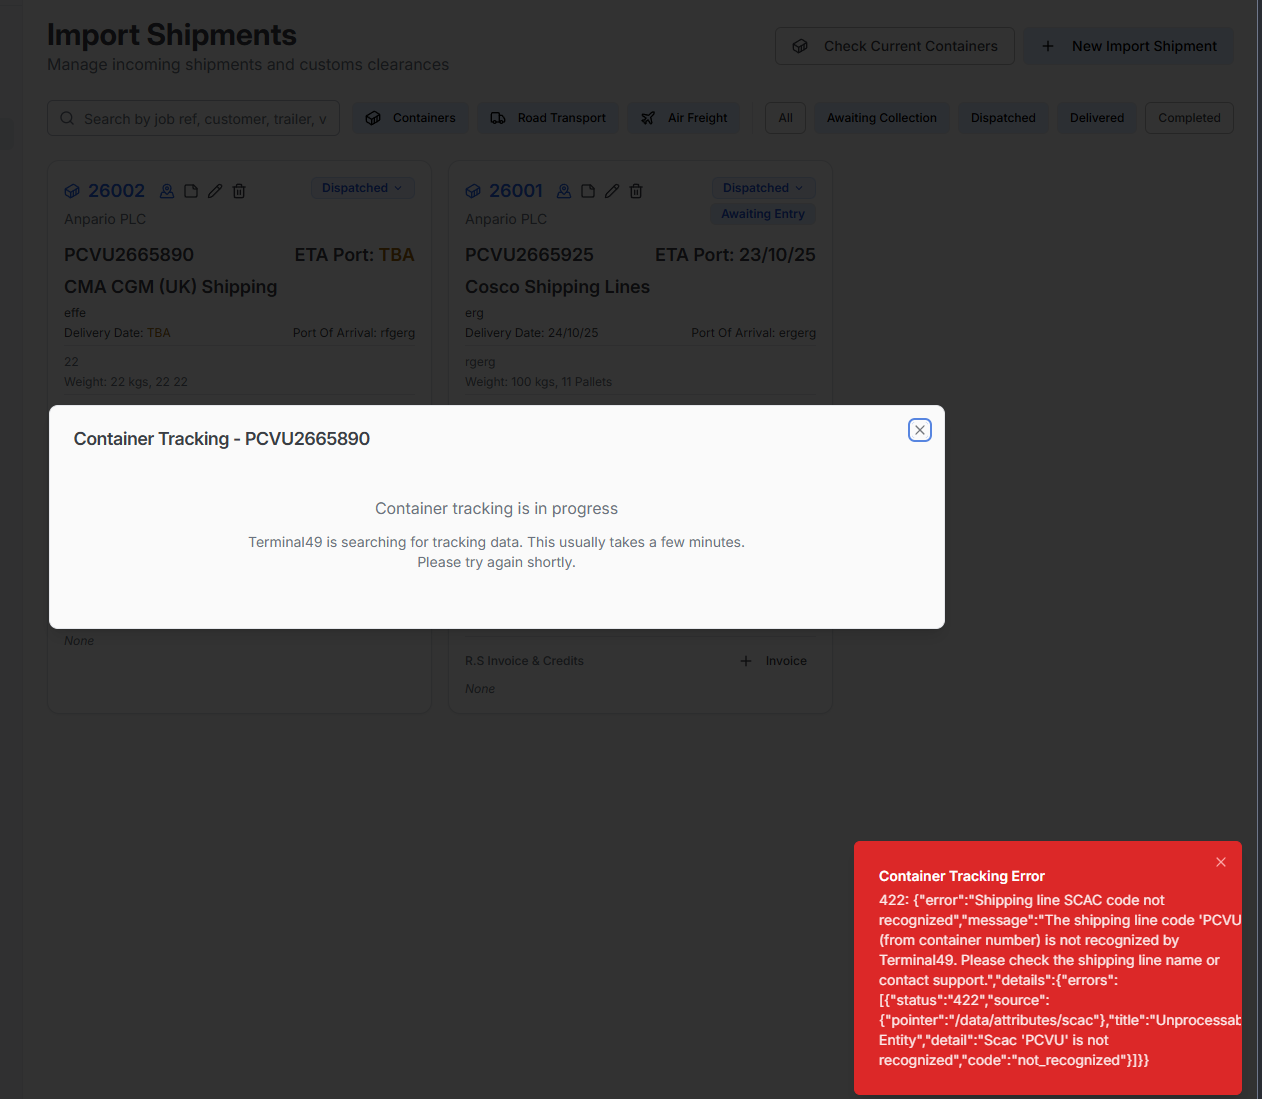 Import Shipments
Manage incoming shipments and customs clearances
Check Current Containers
New Import Shipment
Search by job ref, customer, trailer, v
Containers
Road Transport
Air Freight
All
Awaiting Collection
Dispatched
Delivered
Completed
26002
Dispatched
Anpario PLC
PCVU2665890
ETA Port: TBA
CMA CGM (UK) Shipping
effe
Delivery Date: TBA
Port Of Arrival: rfgerg
22
Weight: 22 kgs, 22 22
26001
Dispatched
Anpario PLC
Awaiting Entry
PCVU2665925
ETA Port: 23/10/25
Cosco Shipping Lines
erg
Delivery Date: 24/10/25
Port Of Arrival: ergerg
rgerg
Weight: 100 kgs, 11 Pallets
Container Tracking - PCVU2665890
Container tracking is in progress
Terminal49 is searching for tracking data. This usually takes a few minutes.
Please try again shortly.
None
R.S Invoice & Credits
Invoice
None
Container Tracking Error
422: {"error":"Shipping line SCAC code not
recognized","message":"The shipping line code 'PCVU
(from container number) is not recognized by
Terminal49. Please check the shipping line name or
contact support.","details":{"errors":
[{"status":"422","source":
{"pointer":"/data/attributes/scac"},"title":"Unprocessab
Entity","detail":"Scac 'PCVU' is not
recognized","code":"not_recognized"}]}}